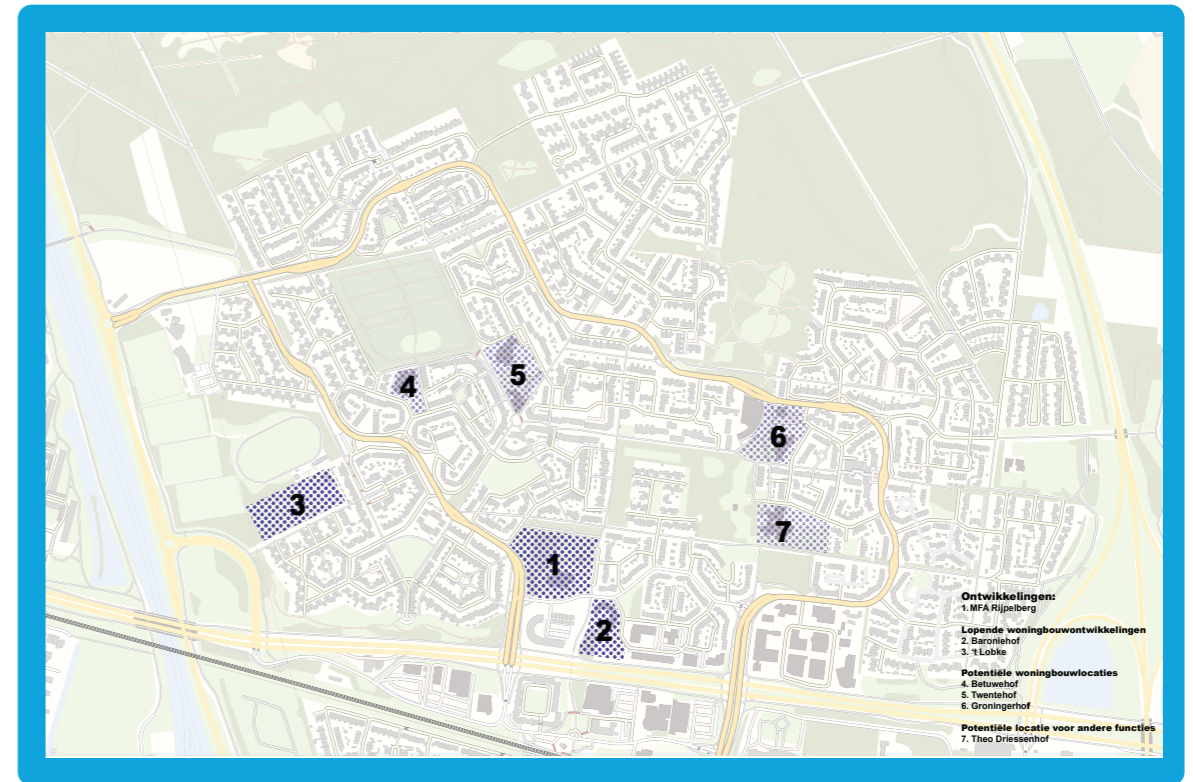 4
5
6
3
7
1
2
Ontwikkelingen:
1. MFA Rijpelberg
Lopende woningbouwontwikkelingen
2. Baroniehof
3. 't Lobke
Potentiële woningbouwlocaties
4. Betuwehof
5. Twentehof
6. Groningerhof
Potentiële locatie voor andere functies
7. Theo Driessenhof